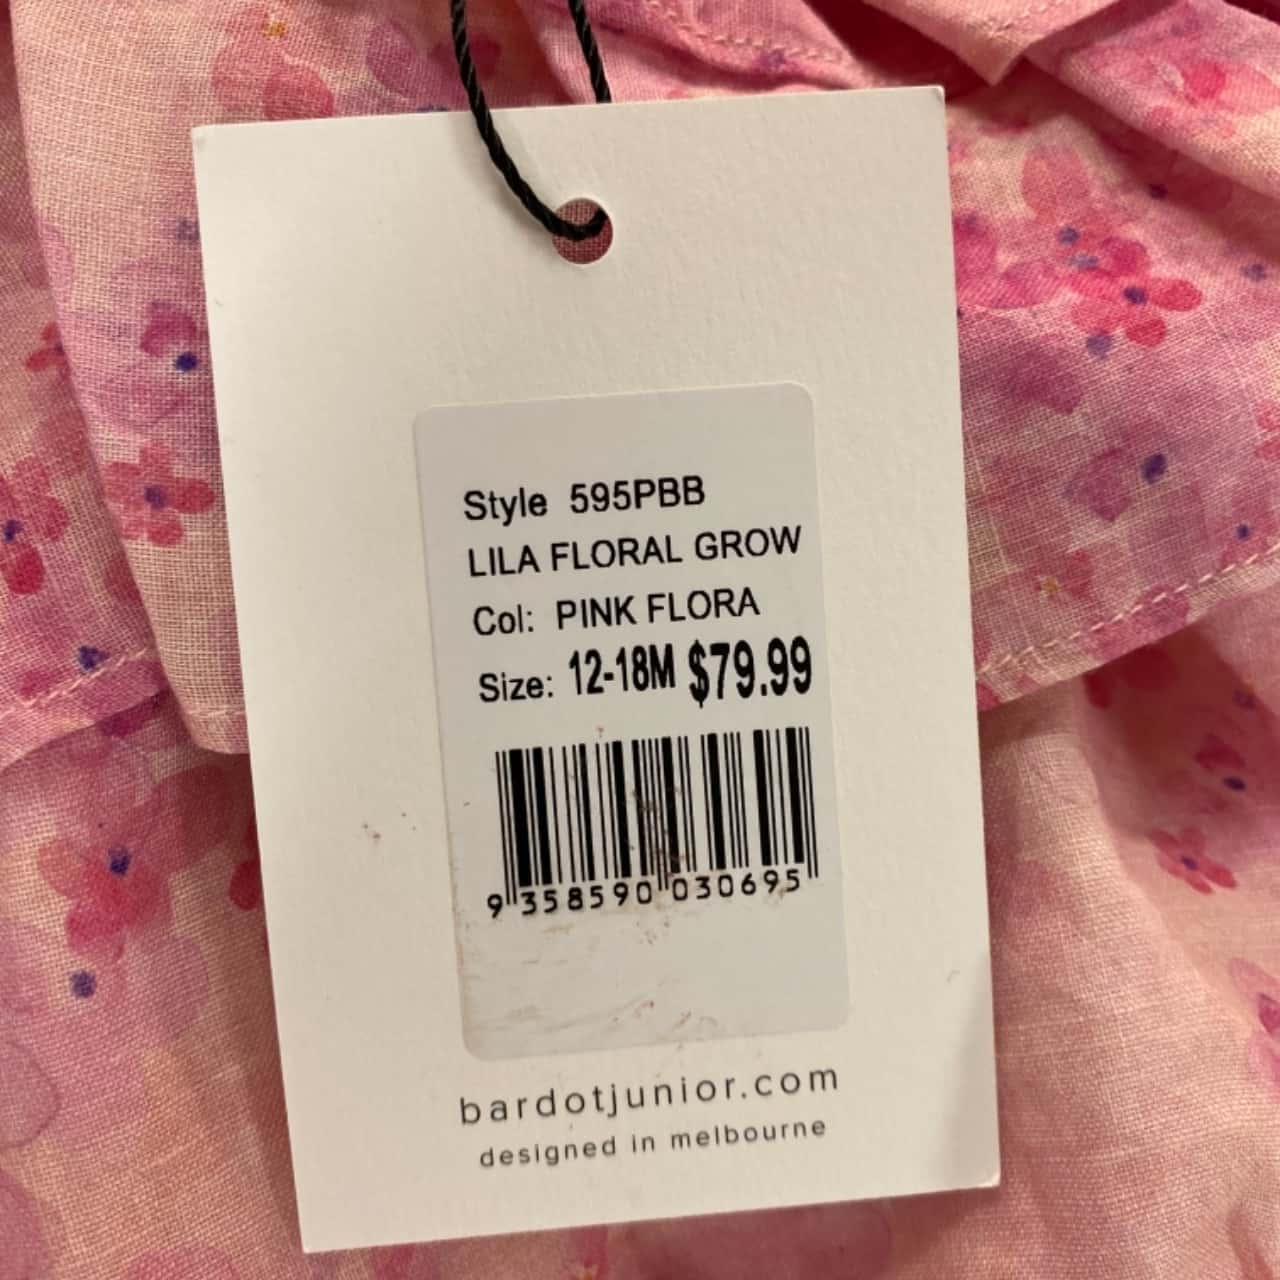 Style 595PBB
LILA FLORAL GROW
Col: PINK FLORA
Size: 12-18M $79.99
9 358590 030695
bardotjunior.com
designed in melbourne